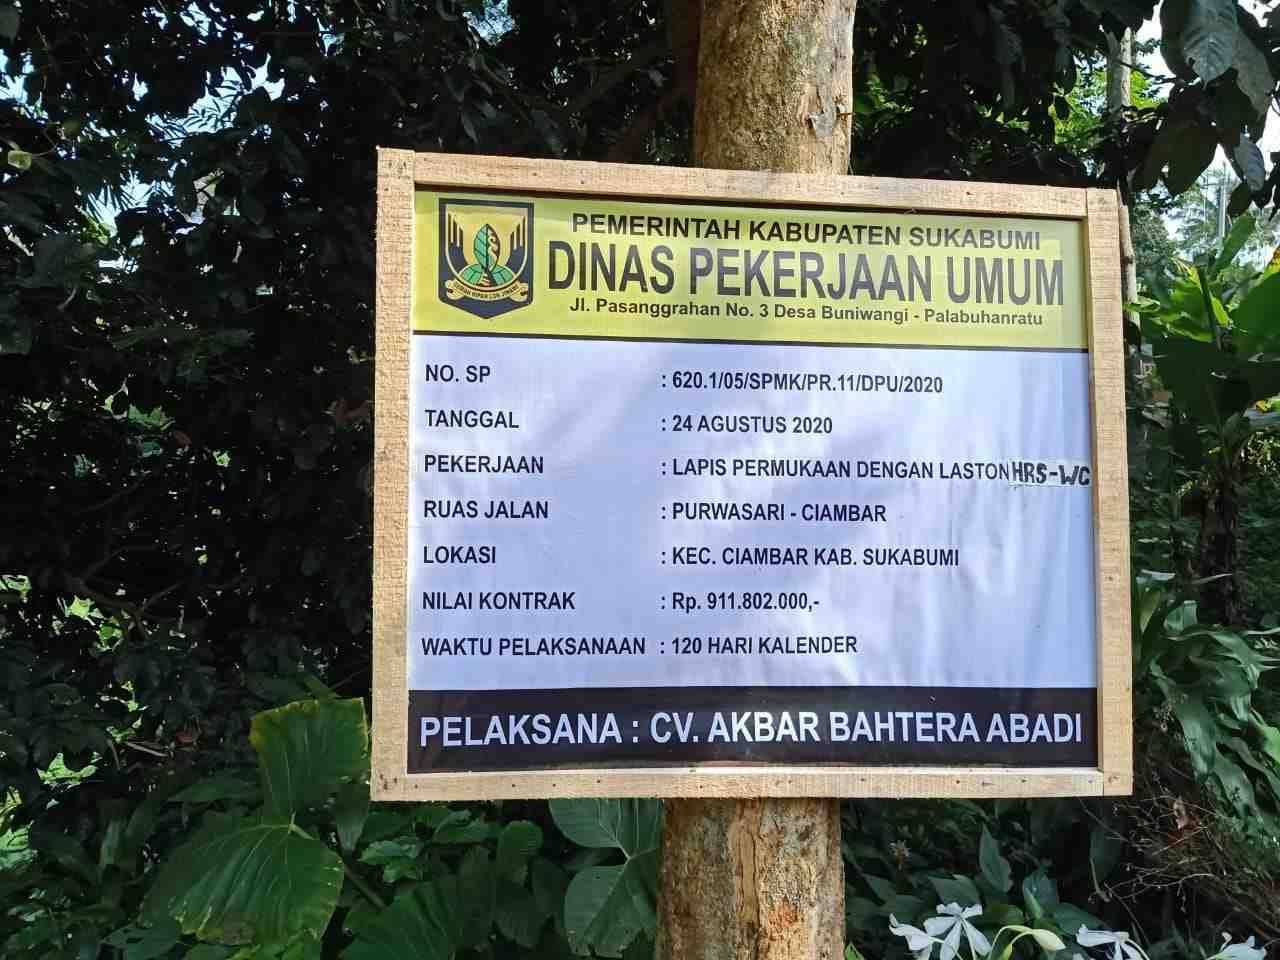 PEMERINTAH KABUPATEN SUKABUMI
DINAS PEKERJAAN UMUM
Jl. Pasanggrahan No. 3 Desa Buniwangi - Palabuhanratu
NO. SP : 620.1/05/SPMK/PR.11/DPU/2020
TANGGAL : 24 AGUSTUS 2020
PEKERJAAN : LAPIS PERMUKAAN DENGAN LASTON HRS-WC
RUAS JALAN : PURWASARI - CIAMBAR
LOKASI : KEC. CIAMBAR KAB. SUKABUMI
NILAI KONTRAK : Rp. 911.802.000,-
WAKTU PELAKSANAAN : 120 HARI KALENDER
PELAKSANA : CV. AKBAR BAHTERA ABADI